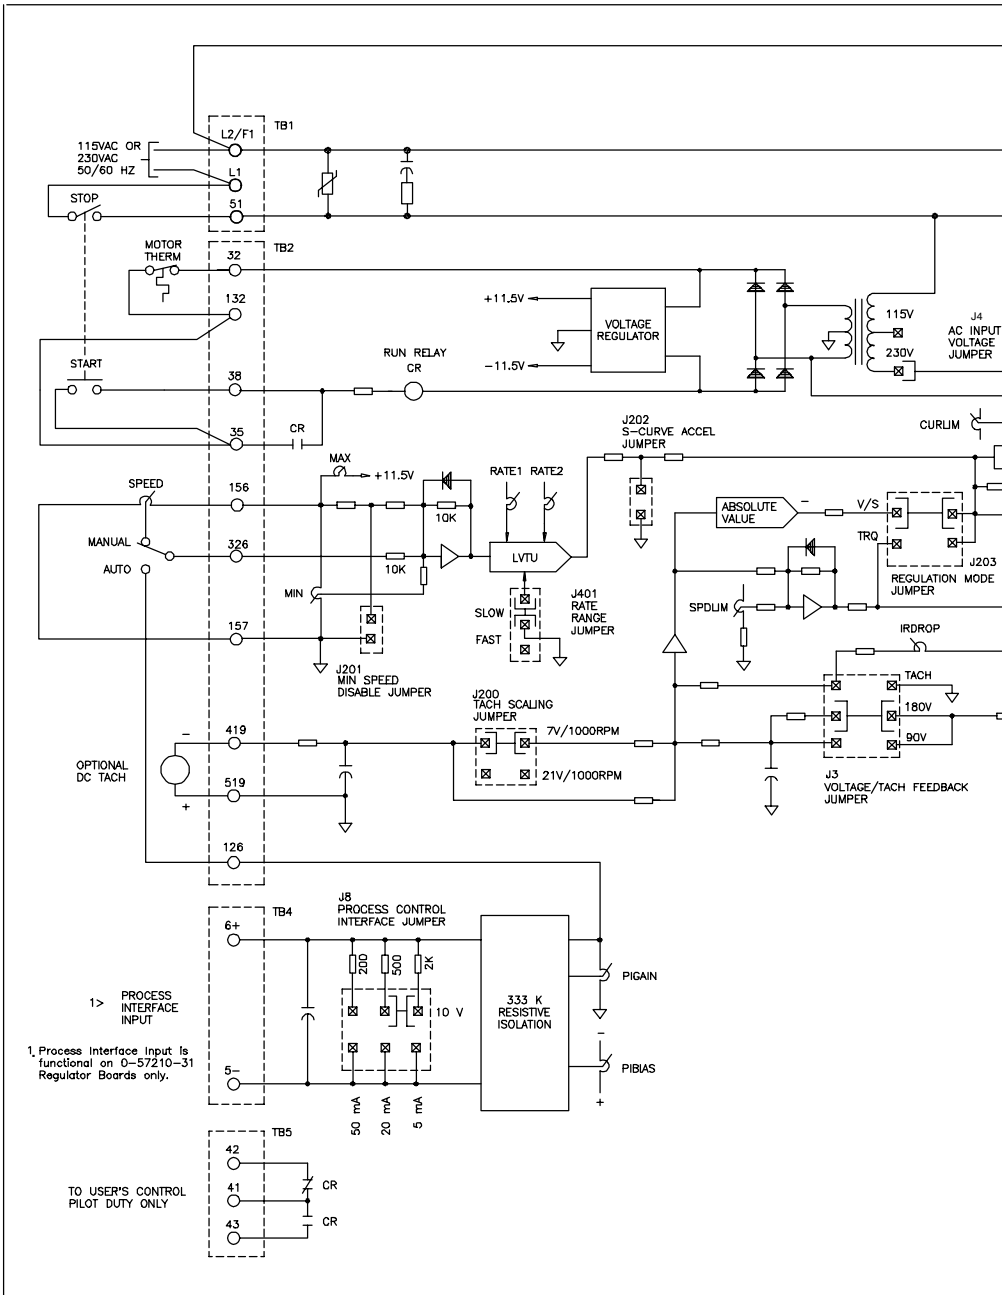 TB1
L2/F1
115VAC OR
230VAC
50/60 HZ
L1
STOP
51
TB2
MOTOR
THERM
32
132
+11.5V
VOLTAGE
REGULATOR
-11.5V
115V
230V
J4
AC INPUT
VOLTAGE
JUMPER
START
38
RUN RELAY
CR
35
CR
J202
S-CURVE ACCEL
JUMPER
CURLIM
MAX
+11.5V
SPEED
156
10K
RATE1 RATE2
ABSOLUTE
VALUE
–
V/S
TRQ
J203
REGULATION MODE
JUMPER
MANUAL
326
10K
LVTU
AUTO
MIN
SLOW
FAST
J401
RATE
RANGE
JUMPER
SPDLIM
IRDROP
157
J201
MIN SPEED
DISABLE JUMPER
J200
TACH SCALING
JUMPER
7V/1000RPM
21V/1000RPM
TACH
180V
90V
J3
VOLTAGE/TACH FEEDBACK
JUMPER
419
–
OPTIONAL
DC TACH
519
+
126
TB4
6+
J8
PROCESS CONTROL
INTERFACE JUMPER
200
500
2K
10 V
333 K
RESISTIVE
ISOLATION
PIGAIN
–
PIBIAS
+
1> PROCESS
INTERFACE
INPUT
1. Process Interface Input is
functional on 0-57210-31
Regulator Boards only.
5-
50 mA
20 mA
5 mA
TB5
42
CR
TO USER'S CONTROL
PILOT DUTY ONLY
41
43
CR